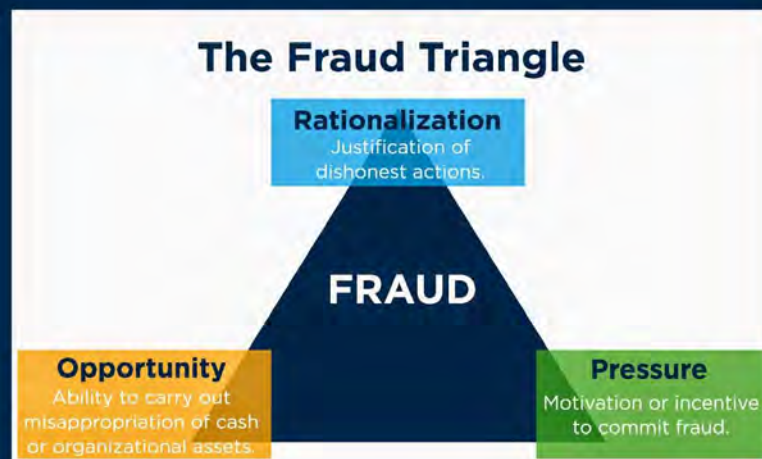 The Fraud Triangle
Rationalization
Justification of
dishonest actions.
FRAUD
Opportunity
Ability to carry out
misappropriation of cash
or organizational assets.
Pressure
Motivation or incentive
to commit fraud.